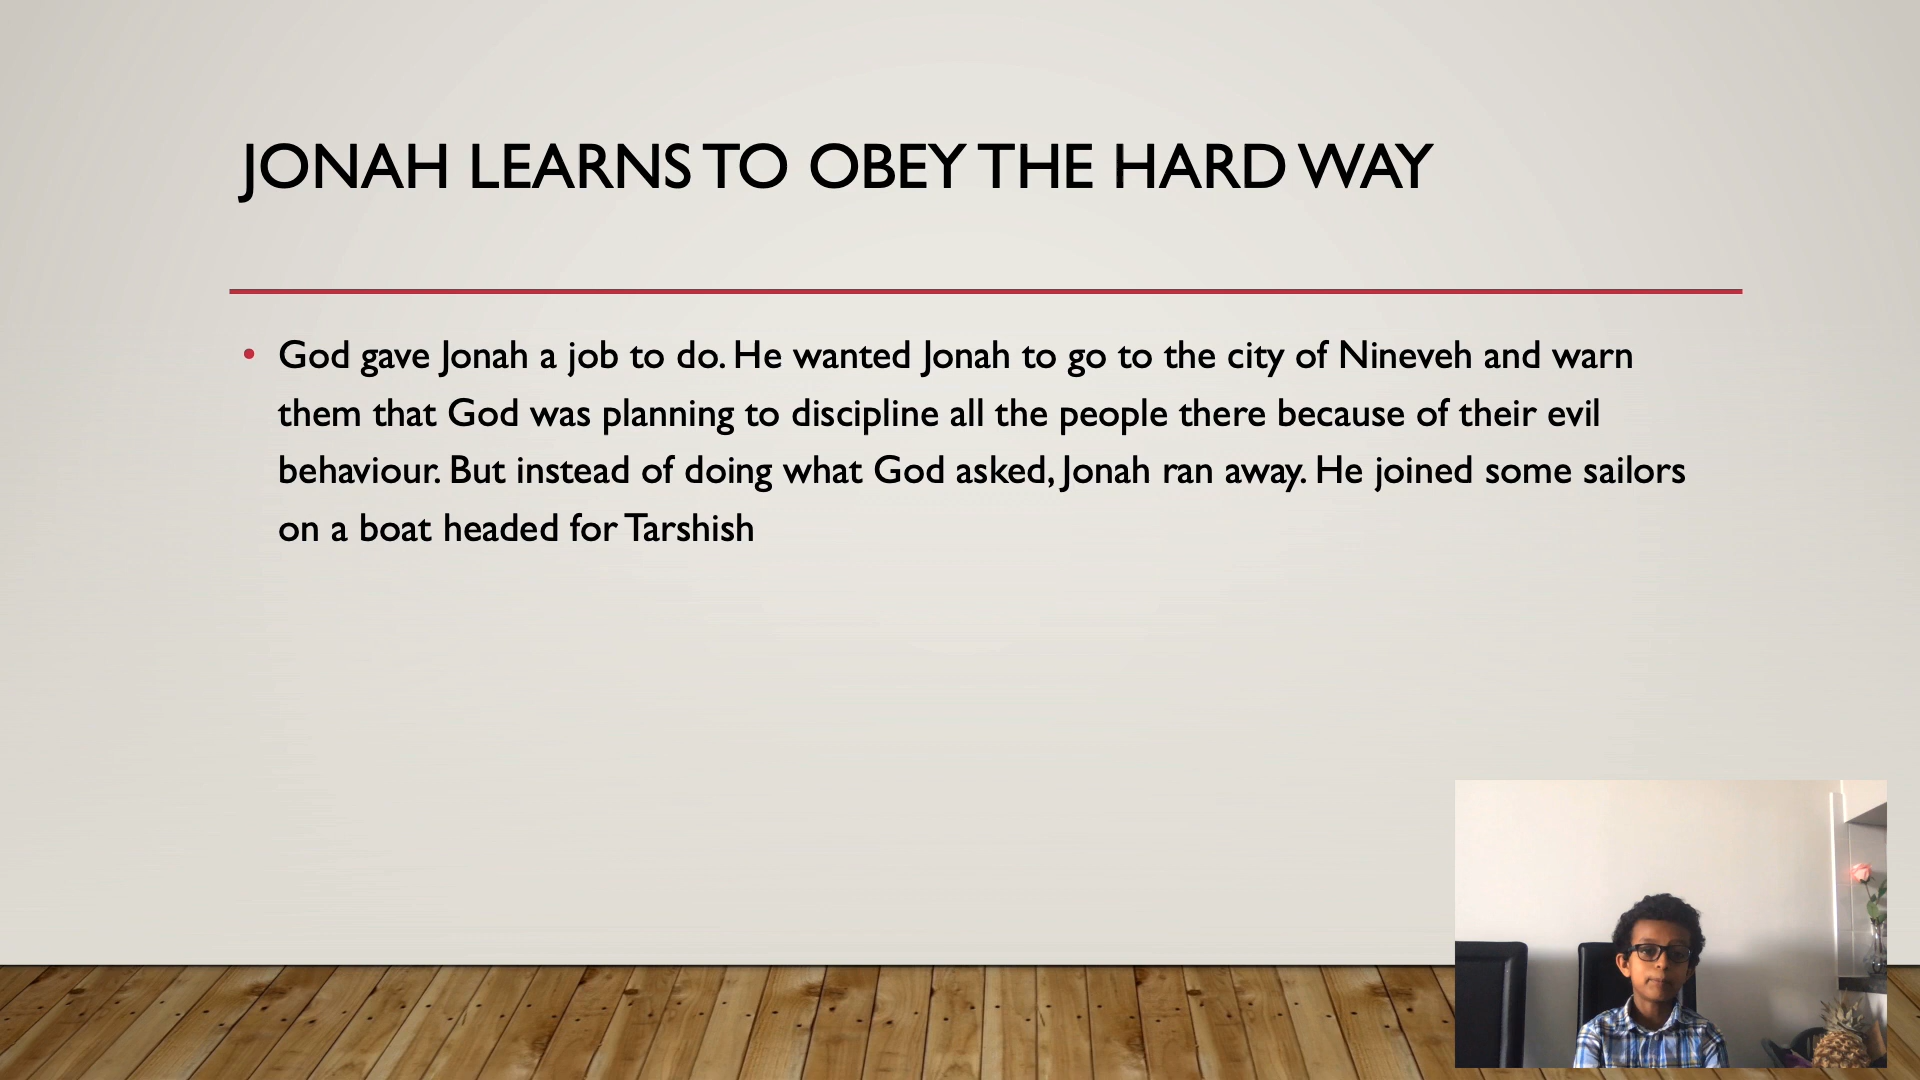 JONAH LEARNS TO OBEY THE HARD WAY
• God gave Jonah a job to do. He wanted Jonah to go to the city of Nineveh and warn
them that God was planning to discipline all the people there because of their evil
behaviour. But instead of doing what God asked, Jonah ran away. He joined some sailors
on a boat headed for Tarshish